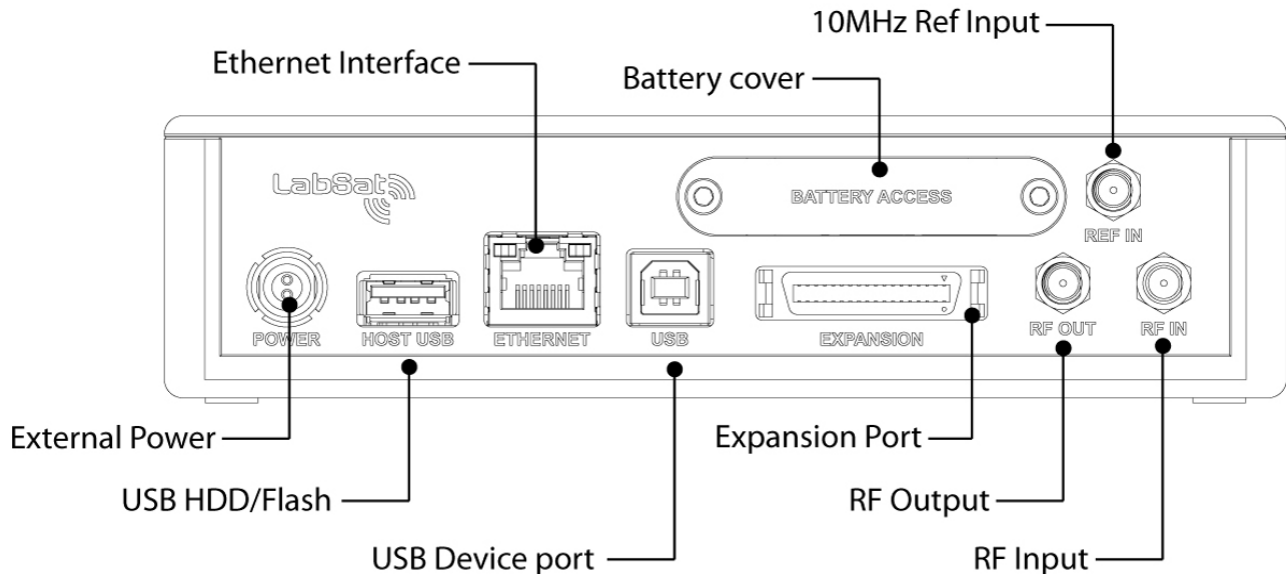 10MHz Ref Input
Ethernet Interface
Battery cover
LabSat
BATTERY ACCESS
REF IN
POWER
HOST USB
ETHERNET
USB
EXPANSION
RF OUT
RF IN
External Power
Expansion Port
USB HDD/Flash
RF Output
USB Device port
RF Input